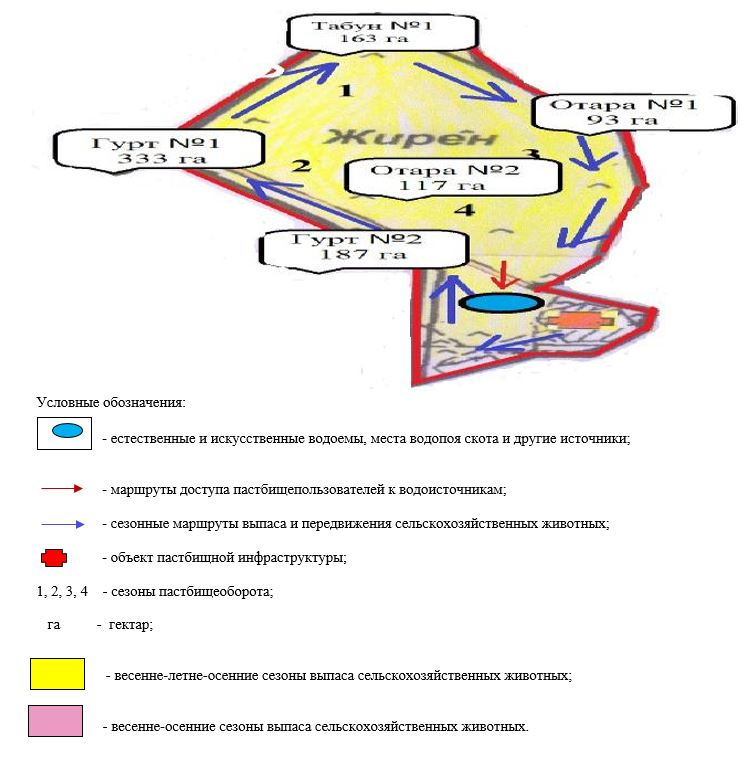 Табун №1
163 га
1
Отара №1
93 га
Жирен
Гурт №1
333 га
3
2
Отара №2
117 га
4
Гурт №2
187 га
Условные обозначения:
- естественные и искусственные водоемы, места водопоя скота и другие источники;
- маршруты доступа пастбищепользователей к водоисточникам;
- сезонные маршруты выпаса и передвижения сельскохозяйственных животных;
- объект пастбищной инфраструктуры;
1, 2, 3, 4 - сезоны пастбищеоборота;
га - гектар;
- весенне-летне-осенние сезоны выпаса сельскохозяйственных животных;
- весенне-осенние сезоны выпаса сельскохозяйственных животных.